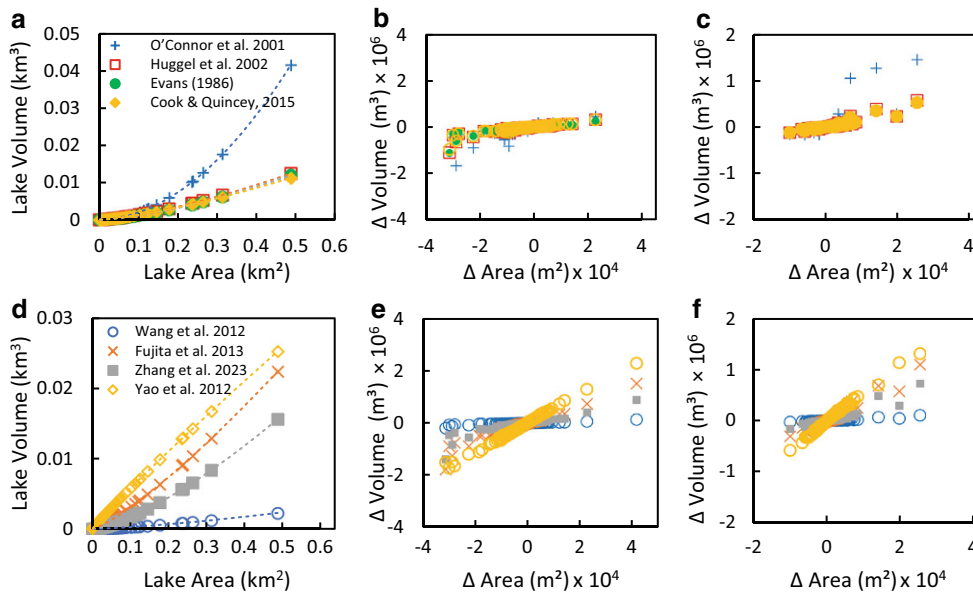 a
Lake Volume (km³)
0.05
0.04
0.03
0.02
0.01
0
0 0.1 0.2 0.3 0.4 0.5 0.6
Lake Area (km²)
O'Connor et al. 2001
Huggel et al. 2002
Evans (1986)
Cook & Quincey, 2015
b
Δ Volume (m³) × 10⁶
4
2
0
-2
-4
-4 -2 0 2 4
Δ Area (m²) x 10⁴
c
Δ Volume (m³) × 10⁶
2
1
0
-1
-2
-4 -2 0 2 4
Δ Area (m²) x 10⁴
d
Lake Volume (km³)
0.03
0.02
0.01
0
0 0.1 0.2 0.3 0.4 0.5 0.6
Lake Area (km²)
Wang et al. 2012
Fujita et al. 2013
Zhang et al. 2023
Yao et al. 2012
e
Δ Volume (m³) × 10⁶
4
2
0
-2
-4
-4 -2 0 2 4
Δ Area (m²) × 10⁴
f
Δ Volume (m³) × 10⁶
2
1
0
-1
-2
-4 -2 0 2 4
Δ Area (m²) × 10⁴